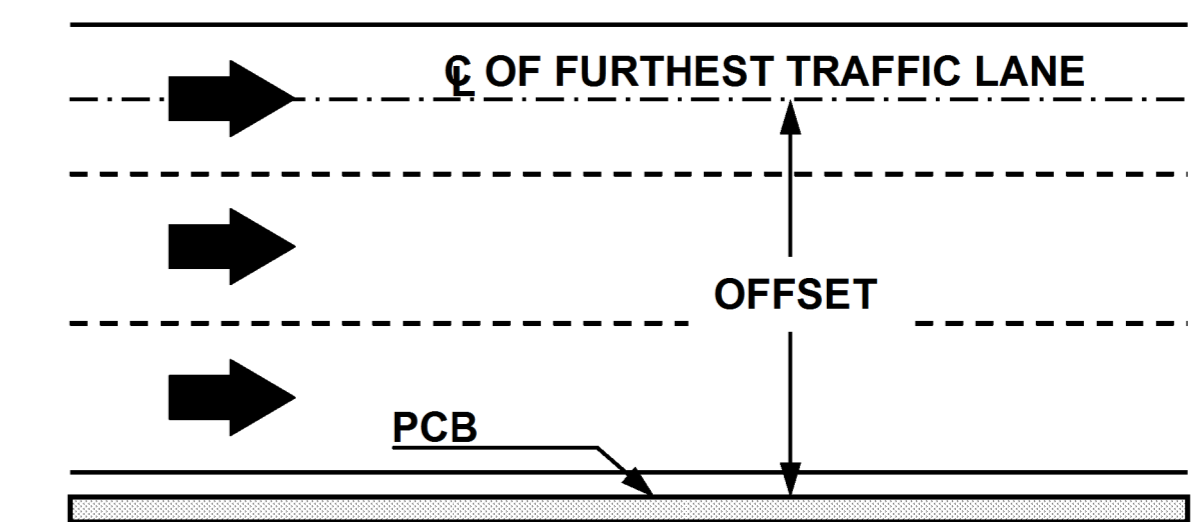 ℄ OF FURTHEST TRAFFIC LANE
OFFSET
PCB